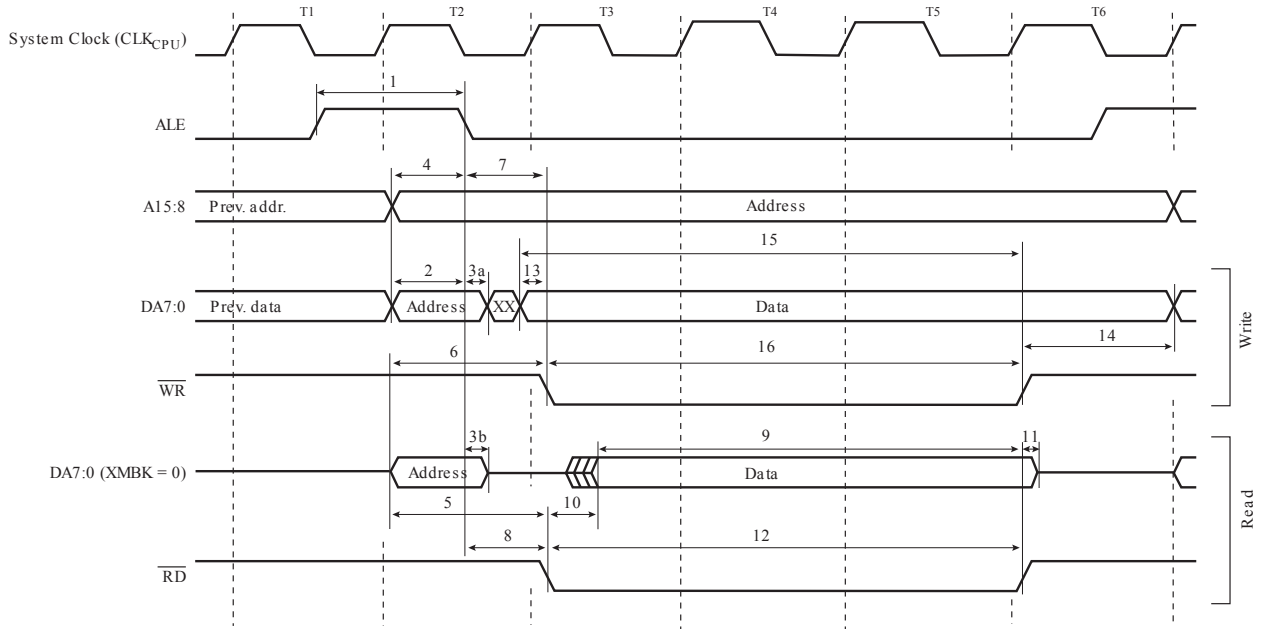 T1 T2 T3 T4 T5 T6
System Clock (CLKCPU)
1
ALE
4 7
A15:8 Prev. addr. Address
15
2 3a 13
DA7:0 Prev. data Address XX Data
14
6 16
WR
Write
3b 9 11
DA7:0 (XMBK = 0) Address Data
5 10
8 12
RD
Read